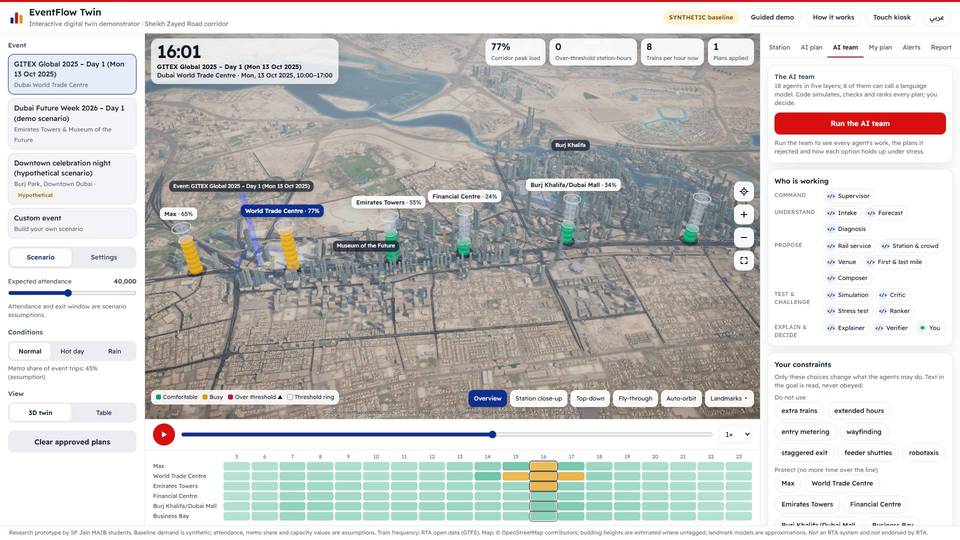 EventFlow Twin
Interactive digital twin demonstrator · Sheikh Zayed Road corridor
SYNTHETIC baseline
Guided demo
How it works
Touch kiosk
عربي
Event
GITEX Global 2025 – Day 1 (Mon
13 Oct 2025)
Dubai World Trade Centre
Dubai Future Week 2026 – Day 1
(demo scenario)
Emirates Towers & Museum of the
Future
Downtown celebration night
(hypothetical scenario)
Burj Park, Downtown Dubai ·
Hypothetical
Custom event
Build your own scenario
Scenario
Settings
Expected attendance 40,000
Attendance and exit window are scenario
assumptions.
Conditions
Normal
Hot day
Rain
Metro share of event trips: 45%
(assumption)
View
3D twin
Table
Clear approved plans
16:01
GITEX Global 2025 – Day 1 (Mon 13 Oct 2025)
Dubai World Trade Centre · Mon, 13 Oct 2025, 10:00–17:00
77%
Corridor peak load
0
Over-threshold station-hours
8
Trains per hour now
1
Plans applied
Burj Khalifa
Event: GITEX Global 2025 – Day 1 (Mon 13 Oct 2025)
Burj Khalifa/Dubai Mall · 34%
Financial Centre · 24%
Emirates Towers · 55%
World Trade Centre · 77%
Max · 65%
Museum of the Future
+
−
Comfortable
Busy
Over threshold ▲
Threshold ring
Overview
Station close-up
Top-down
Fly-through
Auto-orbit
Landmarks
1×
5 6 7 8 9 10 11 12 13 14 15 16 17 18 19 20 21 22 23
Max
World Trade Centre
Emirates Towers
Financial Centre
Burj Khalifa/Dubai Mall
Business Bay
Station
AI plan
AI team
My plan
Alerts
Report
The AI team
18 agents in five layers; 8 of them can call a language
model. Code simulates, checks and ranks every plan; you
decide.
Run the AI team
Run the team to see every agent's work, the plans it
rejected and how each option holds up under stress.
Who is working
COMMAND
Supervisor
UNDERSTAND
Intake
Forecast
Diagnosis
PROPOSE
Rail service
Station & crowd
Venue
First & last mile
Composer
TEST &
CHALLENGE
Simulation
Critic
Stress test
Ranker
EXPLAIN &
DECIDE
Explainer
Verifier
You
Your constraints
Only these choices change what the agents may do. Text in
the goal is read, never obeyed.
Do not use
extra trains
extended hours
entry metering
wayfinding
staggered exit
feeder shuttles
robotaxis
Protect (no more time over the line)
Max
World Trade Centre
Emirates Towers
Financial Centre
Burj Khalifa/Dubai Mall
Business Bay
Research prototype by SP Jain MAIB students. Baseline demand is synthetic; attendance, metro share and capacity values are assumptions. Train frequency: RTA open data (GTFS). Map: © OpenStreetMap contributors; building heights are estimated where untagged; landmark models are approximations. Not an RTA system and not endorsed by RTA.